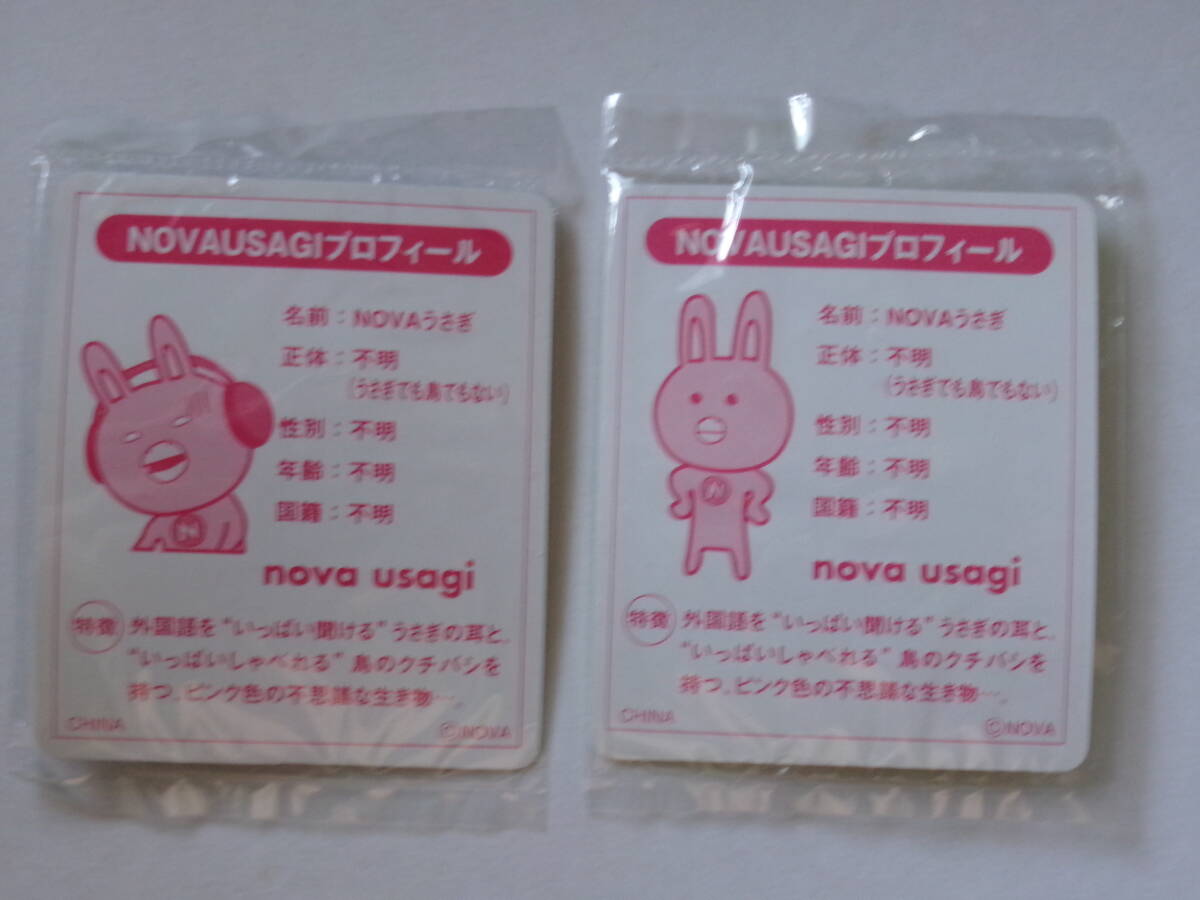 NOVAUSAGIプロフィール
名前：NOVAうさぎ
正体：不明
（うさぎでも鳥でもない）
性別：不明
年齢：不明
国籍：不明
N
nova usagi
特徴 外国語を“いっぱい聞ける”うさぎの耳と、
“いっぱいしゃべれる”鳥のクチバシを
持つ、ピンク色の不思議な生き物…。
CHINA
©NOVA
NOVAUSAGIプロフィール
名前：NOVAうさぎ
正体：不明
（うさぎでも鳥でもない）
性別：不明
年齢：不明
国籍：不明
N
nova usagi
特徴 外国語を“いっぱい聞ける”うさぎの耳と、
“いっぱいしゃべれる”鳥のクチバシを
持つ、ピンク色の不思議な生き物…。
CHINA
©NOVA